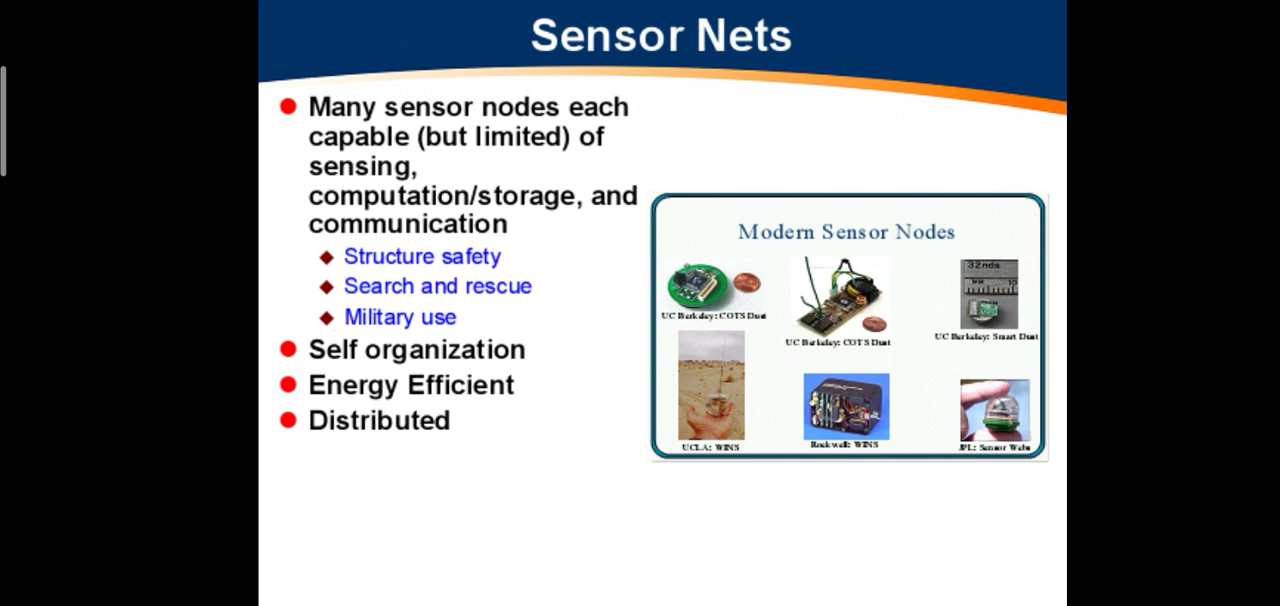 Sensor Nets
Many sensor nodes each
capable (but limited) of
sensing,
computation/storage, and
communication
Structure safety
Search and rescue
Military use
Self organization
Energy Efficient
Distributed
Modern Sensor Nodes
UC Berkeley: COTS Dust
UC Berkeley: COTS Dust
32nds
UC Berkeley: Smart Dust
UCLA: WINS
Rockwell: WINS
JPL: Sensor Webs